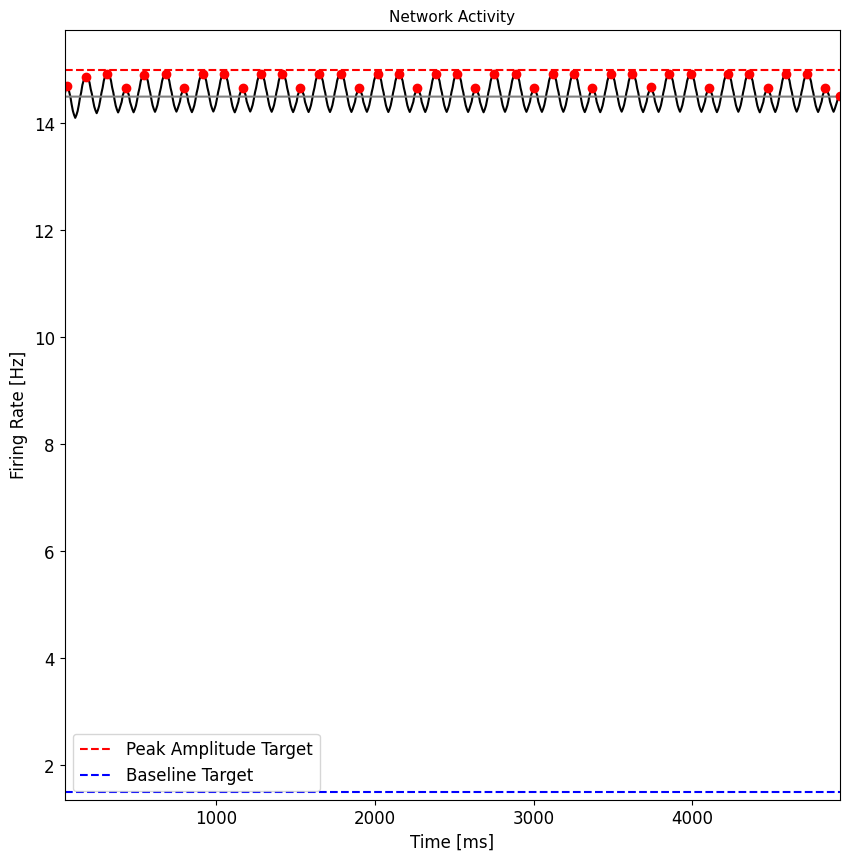 Network Activity
Firing Rate [Hz]
14
12
10
8
6
4
2
Peak Amplitude Target
Baseline Target
1000 2000 3000 4000
Time [ms]